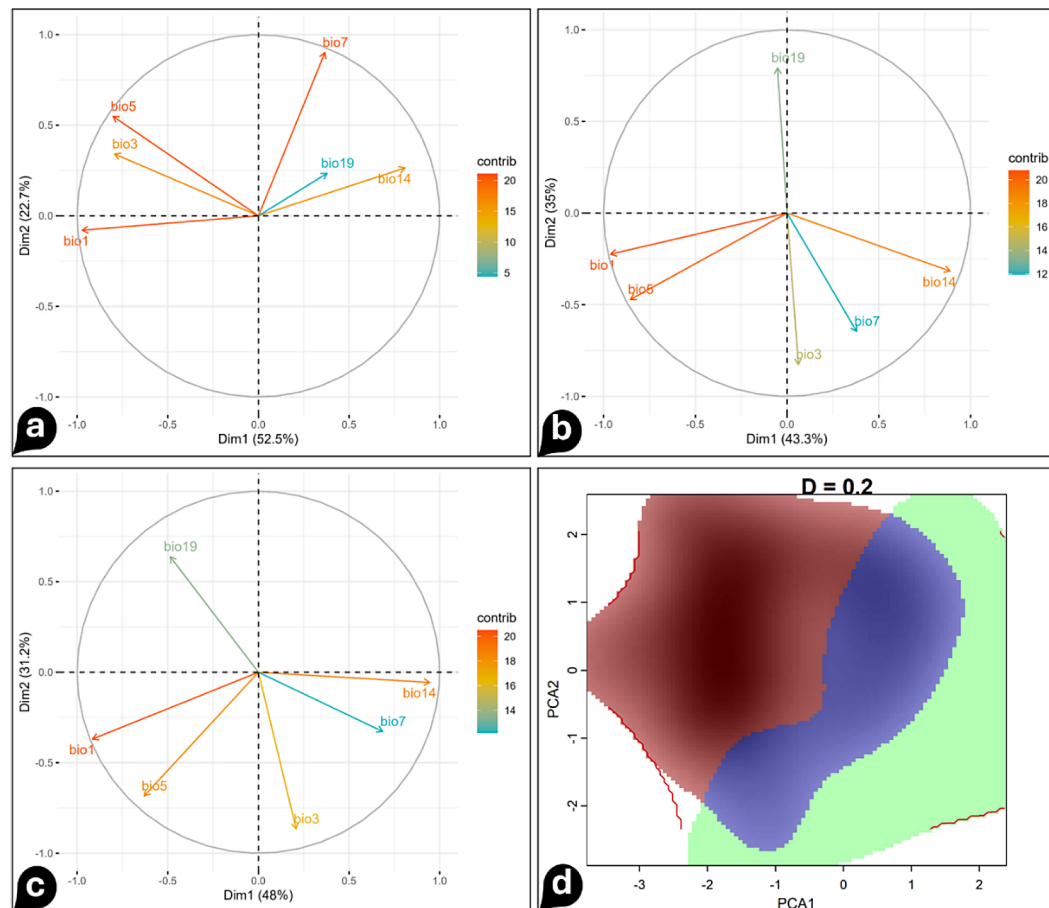 1.0
0.5
0.0
-0.5
-1.0
Dim2 (22.7%)
bio7
bio5
bio3
bio19
bio14
bio1
contrib
20
15
10
5
-1.0 -0.5 0.0 0.5 1.0
Dim1 (52.5%)
a
1.0
0.5
0.0
-0.5
-1.0
Dim2 (35%)
bio19
bio1
bio5
bio14
bio7
bio3
contrib
20
18
16
14
12
-1.0 -0.5 0.0 0.5 1.0
Dim1 (43.3%)
b
1.0
0.5
0.0
-0.5
-1.0
Dim2 (31.2%)
bio19
bio14
bio7
bio1
bio5
bio3
contrib
20
18
16
14
-1.0 -0.5 0.0 0.5 1.0
Dim1 (48%)
c
D = 0.2
2
1
0
-1
-2
PCA2
-3 -2 -1 0 1 2
PCA1
d